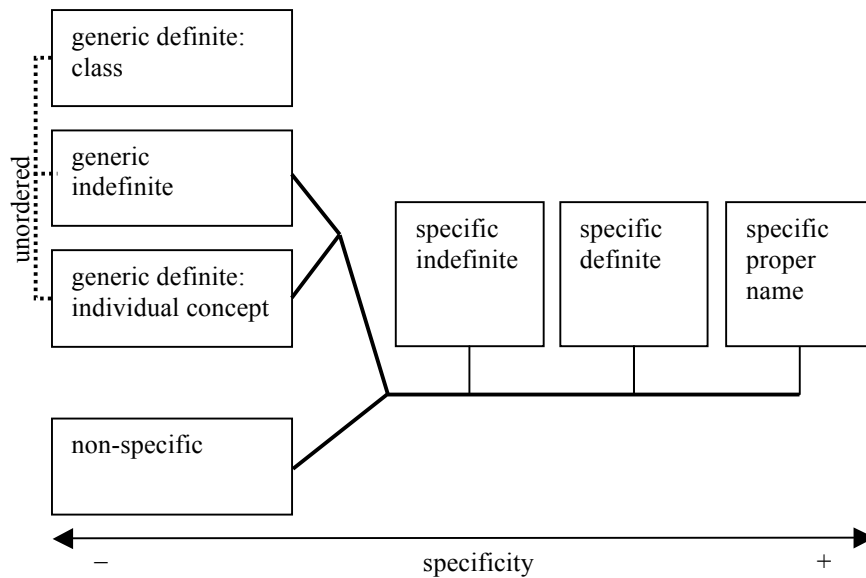 generic definite:
class
unordered
generic
indefinite
generic definite:
individual concept
specific
indefinite
specific
definite
specific
proper
name
non-specific
–
specificity
+